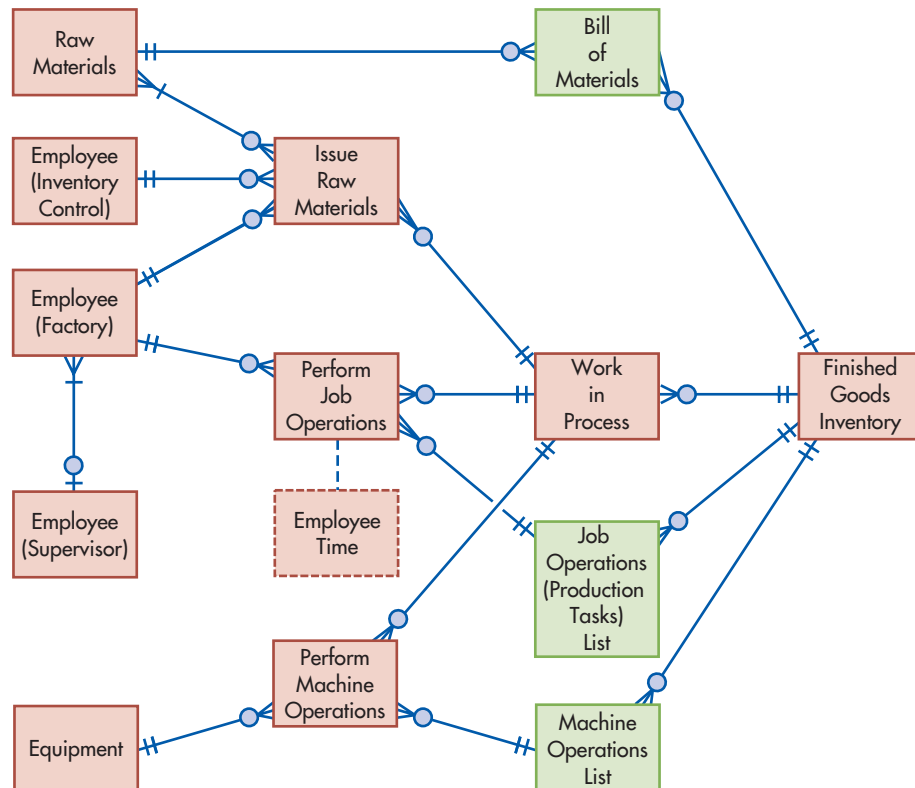 Raw
Materials
Bill
of
Materials
Employee
(Inventory
Control)
Issue
Raw
Materials
Employee
(Factory)
Perform
Job
Operations
Work
in
Process
Finished
Goods
Inventory
Employee
(Supervisor)
Employee
Time
Job
Operations
(Production
Tasks)
List
Perform
Machine
Operations
Equipment
Machine
Operations
List